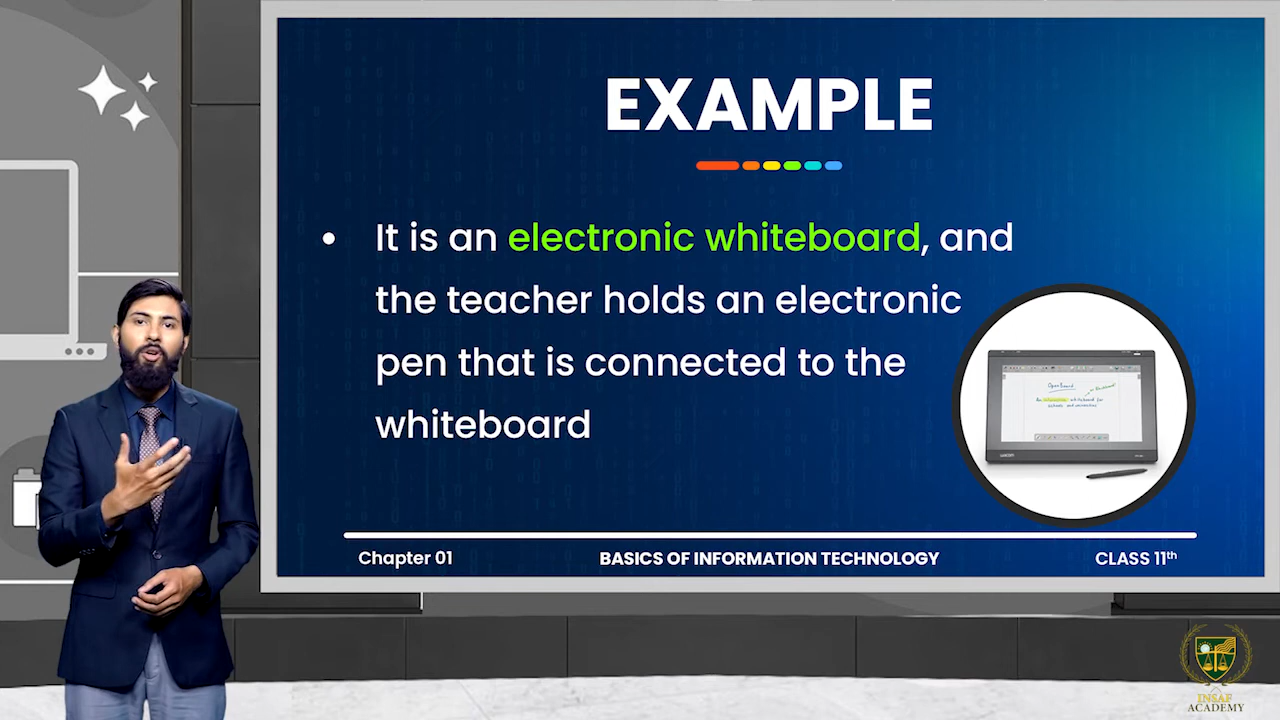 EXAMPLE
• It is an electronic whiteboard, and
the teacher holds an electronic
pen that is connected to the
whiteboard
OpenBoard
Chapter 01
BASICS OF INFORMATION TECHNOLOGY
CLASS 11th
INSAF
ACADEMY